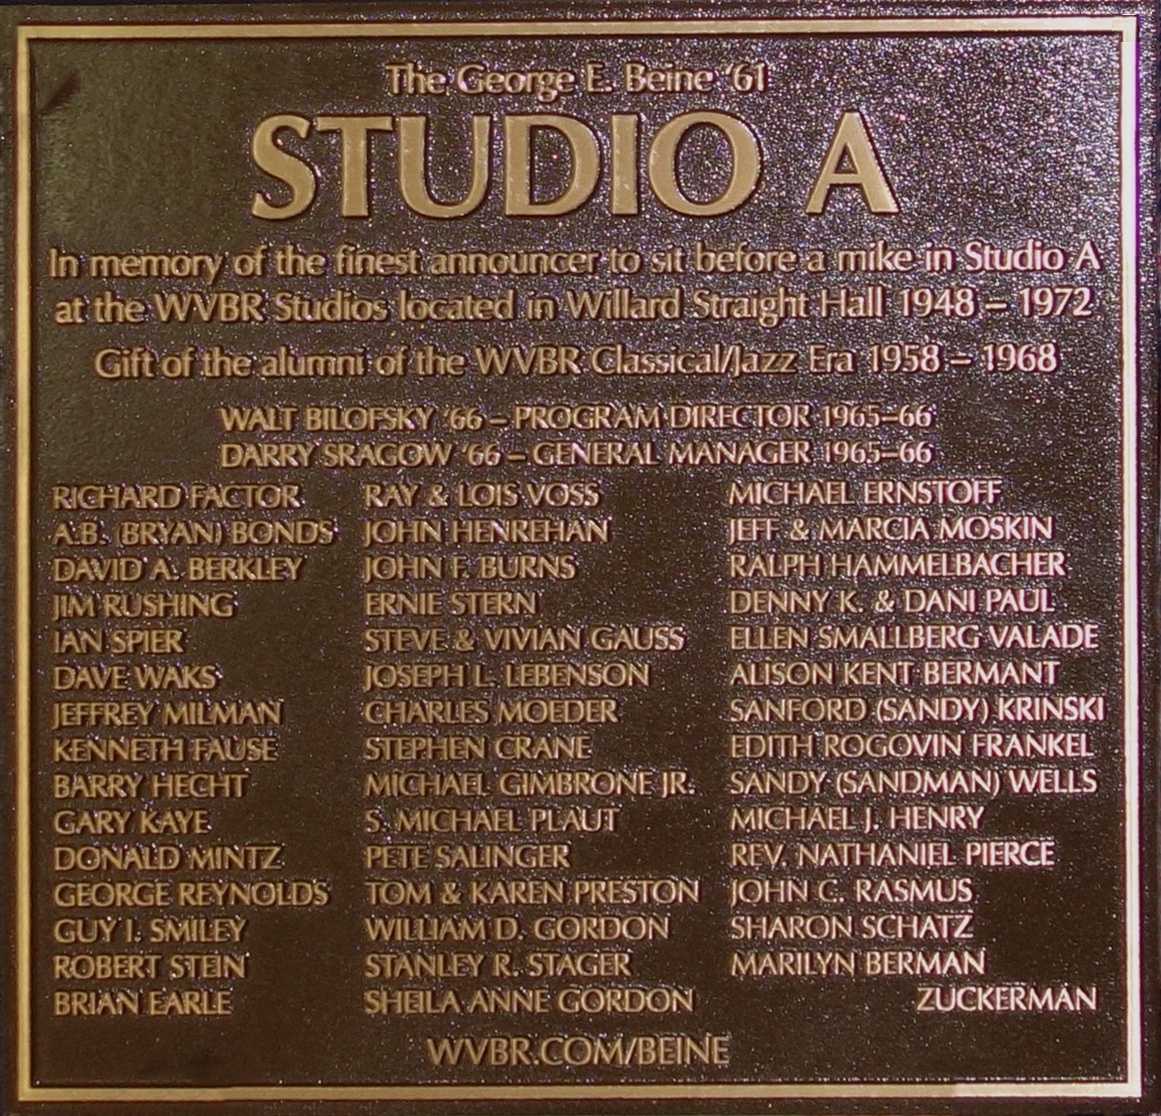 The George E. Beine '61
STUDIO A
In memory of the finest announcer to sit before a mike in Studio A
at the WVBR Studios located in Willard Straight Hall 1948 – 1972
Gift of the alumni of the WVBR Classical/Jazz Era 1958 – 1968
WALT BILOFSKY '66 – PROGRAM DIRECTOR 1965–66
DARRY SRAGOW '66 – GENERAL MANAGER 1965–66
RICHARD FACTOR
A.B. (BRYAN) BONDS
DAVID A. BERKLEY
JIM RUSHING
IAN SPIER
DAVE WAKS
JEFFREY MILMAN
KENNETH FAUSE
BARRY HECHT
GARY KAYE
DONALD MINTZ
GEORGE REYNOLDS
GUY I. SMILEY
ROBERT STEIN
BRIAN EARLE
RAY & LOIS VOSS
JOHN HENREHAN
JOHN F. BURNS
ERNIE STERN
STEVE & VIVIAN GAUSS
JOSEPH L. LEBENSON
CHARLES MOEDER
STEPHEN CRANE
MICHAEL GIMBRONE JR.
S. MICHAEL PLAUT
PETE SALINGER
TOM & KAREN PRESTON
WILLIAM D. GORDON
STANLEY R. STAGER
SHEILA ANNE GORDON
MICHAEL ERNSTOFF
JEFF & MARCIA MOSKIN
RALPH HAMMELBACHER
DENNY K. & DANI PAUL
ELLEN SMALLBERG VALADE
ALISON KENT BERMANT
SANFORD (SANDY) KRINSKI
EDITH ROGOVIN FRANKEL
SANDY (SANDMAN) WELLS
MICHAEL J. HENRY
REV. NATHANIEL PIERCE
JOHN C. RASMUS
SHARON SCHATZ
MARILYN BERMAN
ZUCKERMAN
WVBR.COM/BEINE